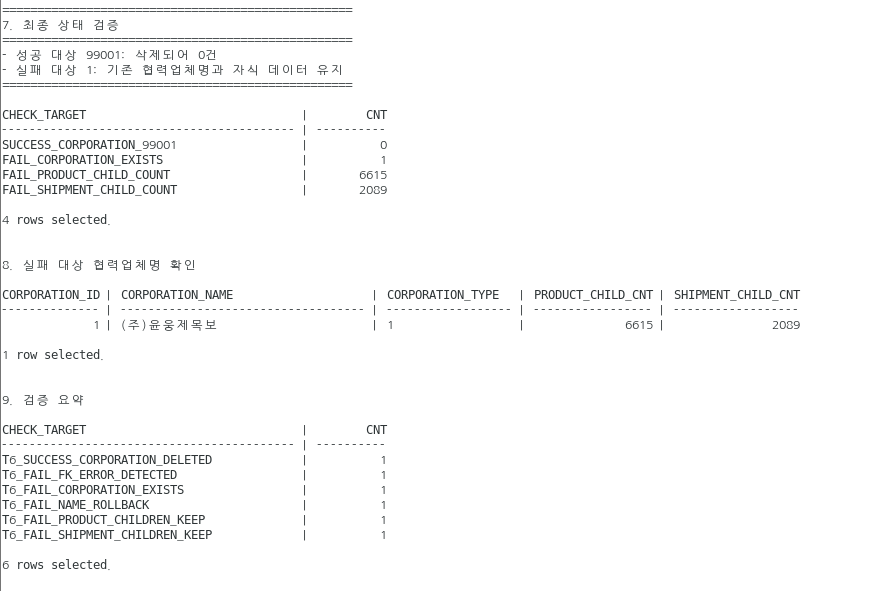 ==================================================
7. 최종 상태 검증
==================================================
- 성공 대상 99001: 삭제되어 0건
- 실패 대상 1: 기존 협력업체명과 자식 데이터 유지
==================================================
CHECK_TARGET | CNT
------------------------------------------ | ----------
SUCCESS_CORPORATION_99001 | 0
FAIL_CORPORATION_EXISTS | 1
FAIL_PRODUCT_CHILD_COUNT | 6615
FAIL_SHIPMENT_CHILD_COUNT | 2089
4 rows selected.
8. 실패 대상 협력업체명 확인
CORPORATION_ID | CORPORATION_NAME | CORPORATION_TYPE | PRODUCT_CHILD_CNT | SHIPMENT_CHILD_CNT
-------------- | ----------------------------------- | ------------------ | ----------------- | ------------------
1 | (주)윤웅제목보 | 1 | 6615 | 2089
1 row selected.
9. 검증 요약
CHECK_TARGET | CNT
------------------------------------------ | ----------
T6_SUCCESS_CORPORATION_DELETED | 1
T6_FAIL_FK_ERROR_DETECTED | 1
T6_FAIL_CORPORATION_EXISTS | 1
T6_FAIL_NAME_ROLLBACK | 1
T6_FAIL_PRODUCT_CHILDREN_KEEP | 1
T6_FAIL_SHIPMENT_CHILDREN_KEEP | 1
6 rows selected.